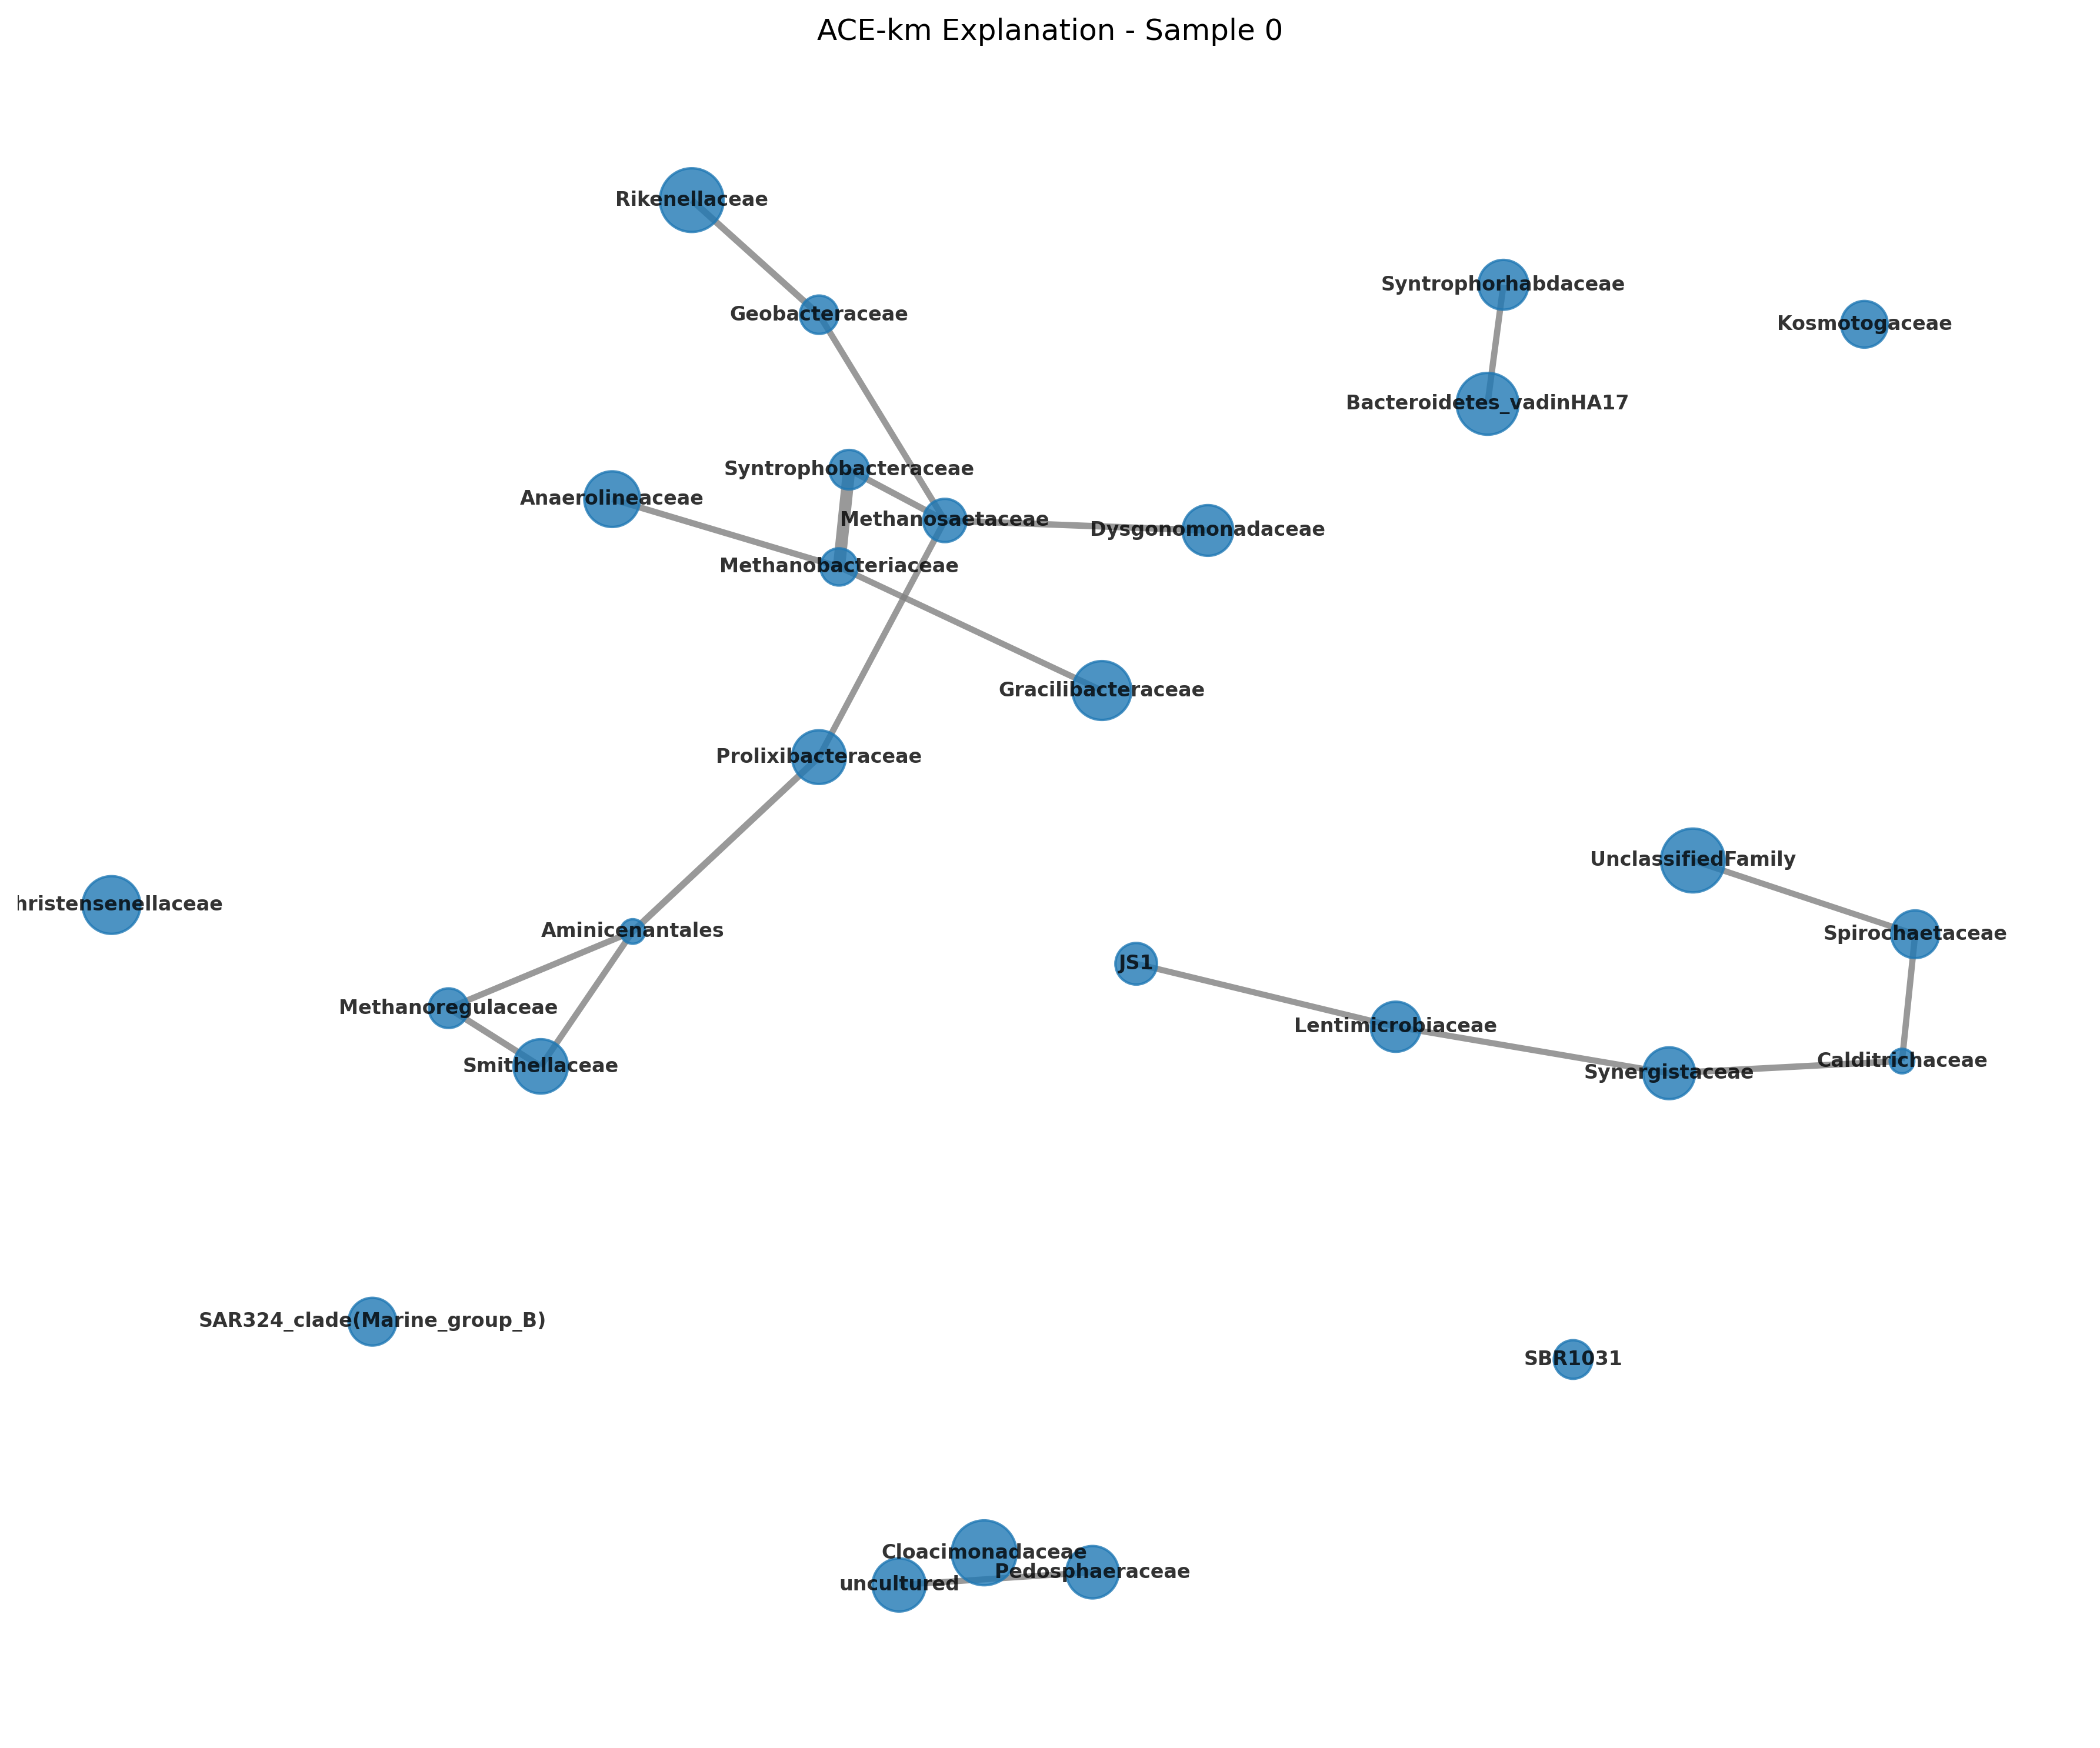 ACE-km Explanation - Sample 0
Rikenellaceae
Syntrophorhabdaceae
Geobacteraceae
Kosmotogaceae
Bacteroidetes_vadinHA17
Syntrophobacteraceae
Anaerolineaceae
Methanosaetaceae
Dysgonomonadaceae
Methanobacteriaceae
Gracilibacteraceae
Prolixibacteraceae
UnclassifiedFamily
hristensenellaceae
Aminicenantales
Spirochaetaceae
JS1
Methanoregulaceae
Lentimicrobiaceae
Calditrichaceae
Smithellaceae
Synergistaceae
SAR324_clade(Marine_group_B)
SBR1031
Cloacimonadaceae
Pedosphaeraceae
uncultured